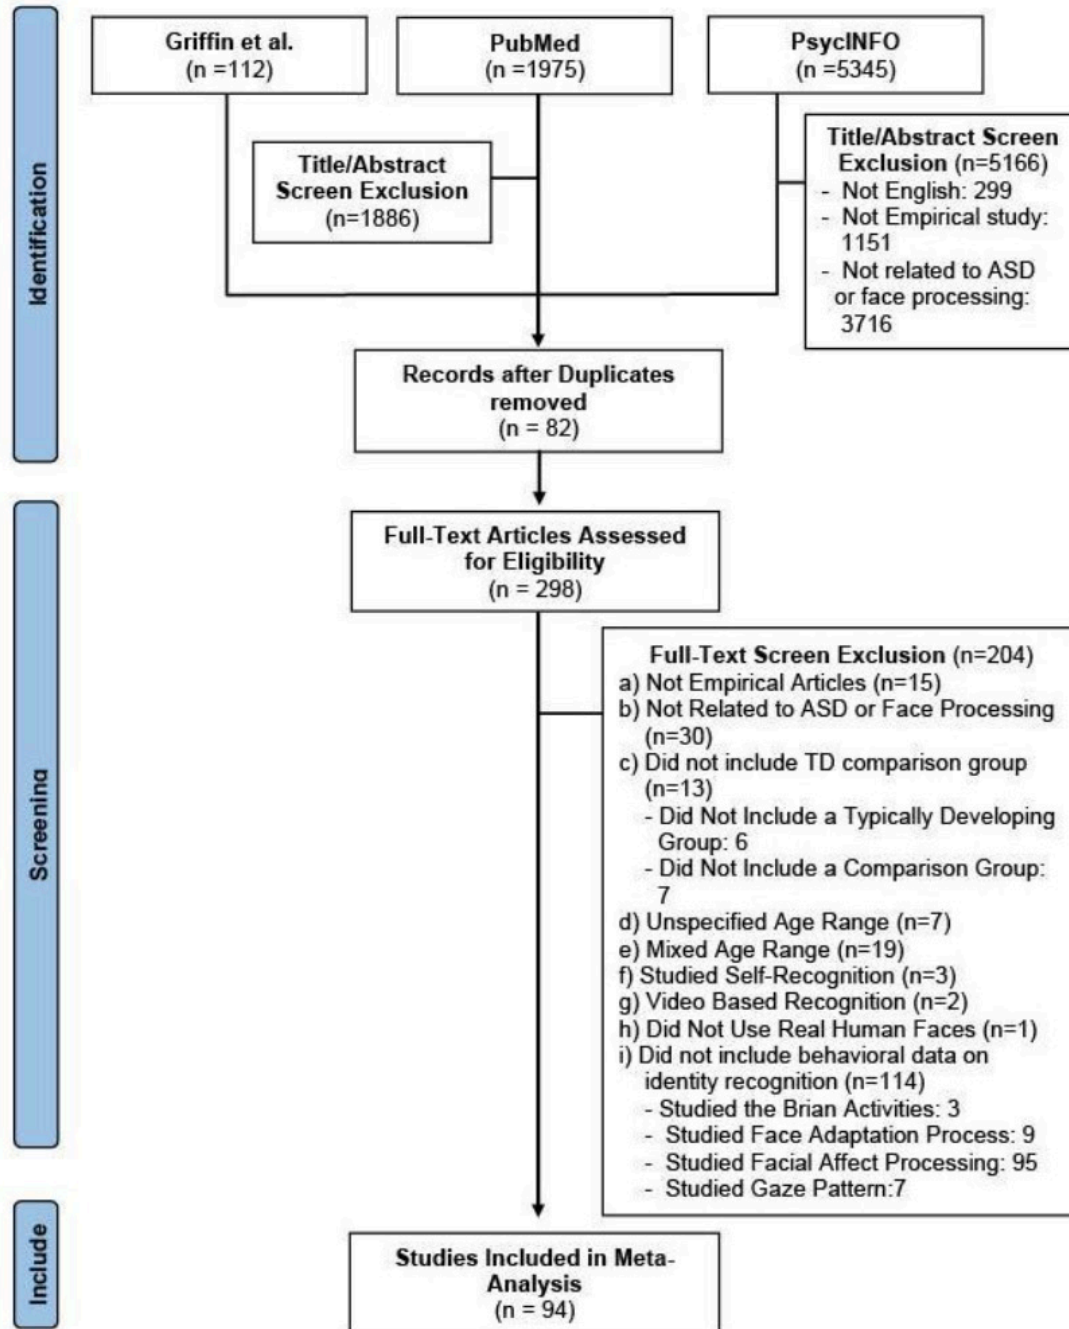 Griffin et al.
(n =112)
PubMed
(n =1975)
PsycINFO
(n =5345)
Title/Abstract
Screen Exclusion
(n=1886)
Title/Abstract Screen
Exclusion (n=5166)
- Not English: 299
- Not Empirical study:
1151
- Not related to ASD
or face processing:
3716
Identification
Records after Duplicates
removed
(n = 82)
Full-Text Articles Assessed
for Eligibility
(n = 298)
Screening
Full-Text Screen Exclusion (n=204)
a) Not Empirical Articles (n=15)
b) Not Related to ASD or Face Processing
(n=30)
c) Did not include TD comparison group
(n=13)
- Did Not Include a Typically Developing
Group: 6
- Did Not Include a Comparison Group:
7
d) Unspecified Age Range (n=7)
e) Mixed Age Range (n=19)
f) Studied Self-Recognition (n=3)
g) Video Based Recognition (n=2)
h) Did Not Use Real Human Faces (n=1)
i) Did not include behavioral data on
identity recognition (n=114)
- Studied the Brian Activities: 3
- Studied Face Adaptation Process: 9
- Studied Facial Affect Processing: 95
- Studied Gaze Pattern:7
Include
Studies Included in Meta-
Analysis
(n = 94)